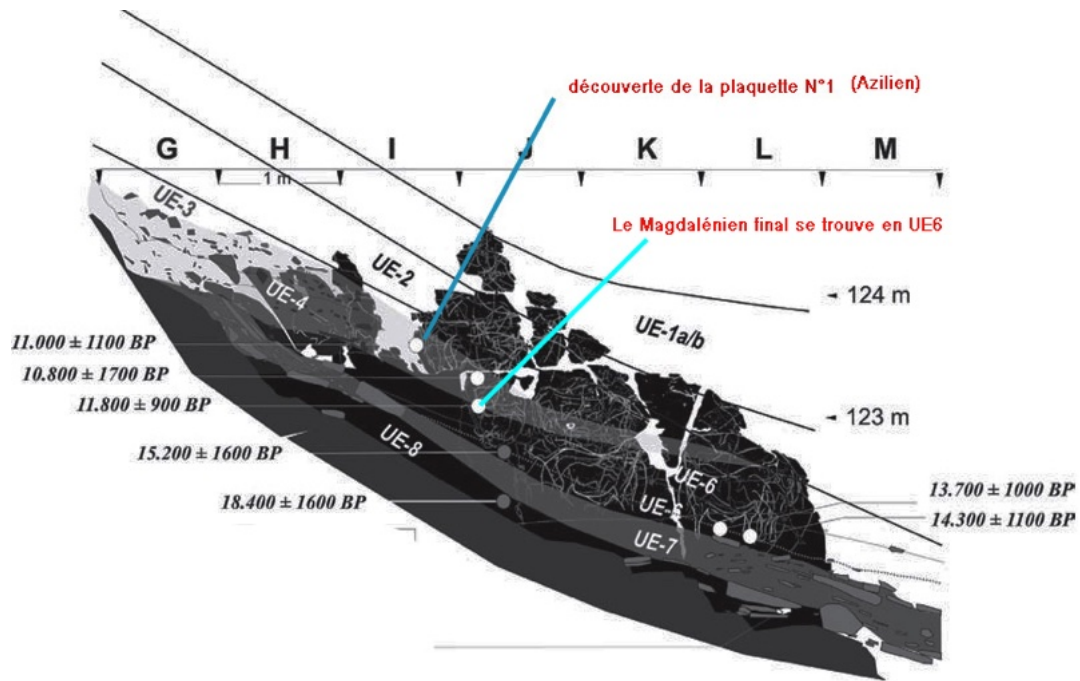 découverte de la plaquette N°1 (Azilien)
G H I J K L M
1 m
Le Magdalénien final se trouve en UE6
UE-3
UE-2
UE-4
124 m
UE-1a/b
11.000 ± 1100 BP
10.800 ± 1700 BP
11.800 ± 900 BP
123 m
UE-8
15.200 ± 1600 BP
UE-6
13.700 ± 1000 BP
18.400 ± 1600 BP
UE-5
14.300 ± 1100 BP
UE-7